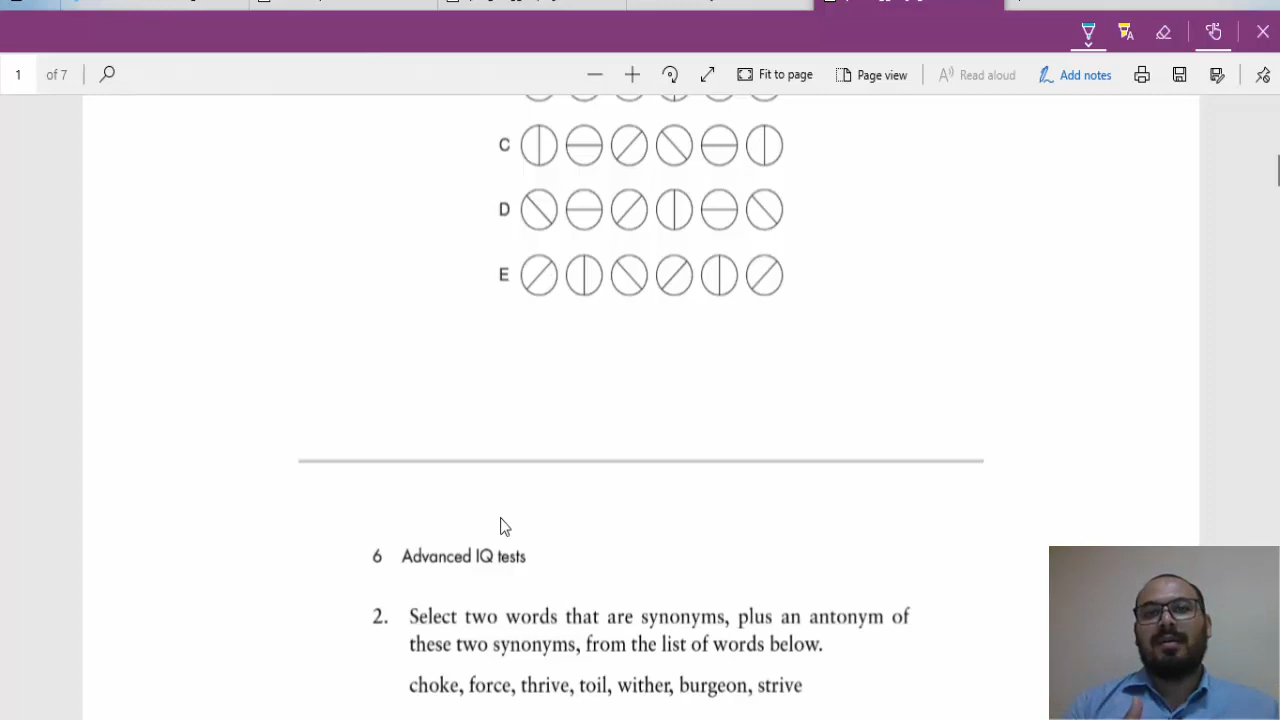 1 of 7 Fit to page Page view Read aloud Add notes
C
D
E
6 Advanced IQ tests
2. Select two words that are synonyms, plus an antonym of
these two synonyms, from the list of words below.
choke, force, thrive, toil, wither, burgeon, strive